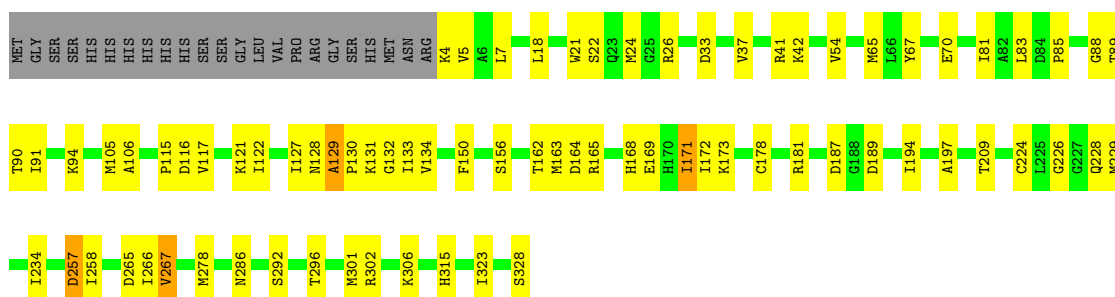 MET GLY SER SER HIS HIS HIS HIS HIS HIS SER SER GLY LEU VAL PRO ARG GLY SER HIS MET ASN ARG K4 V5 A6 L7 L18 W21 S22 Q23 M24 G25 R26 D33 V37 R41 K42 V54 M65 L66 Y67 E70 I81 A82 L83 D84 P85 G88 T89
T90 I91 K94 M105 A106 P115 D116 V117 K121 I122 I127 N128 A129 P130 K131 G132 I133 V134 F150 S156 T162 M163 D164 R165 H168 E169 H170 I171 I172 K173 C178 R181 D187 G188 D189 I194 A197 T209 C224 L225 G226 G227 Q228 M229
I234 D257 I258 D265 I266 V267 M278 N286 S292 T296 M301 R302 K306 H315 I323 S328